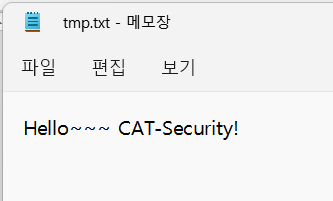 tmp.txt - 메모장
파일 편집 보기
Hello~~~ CAT-Security!